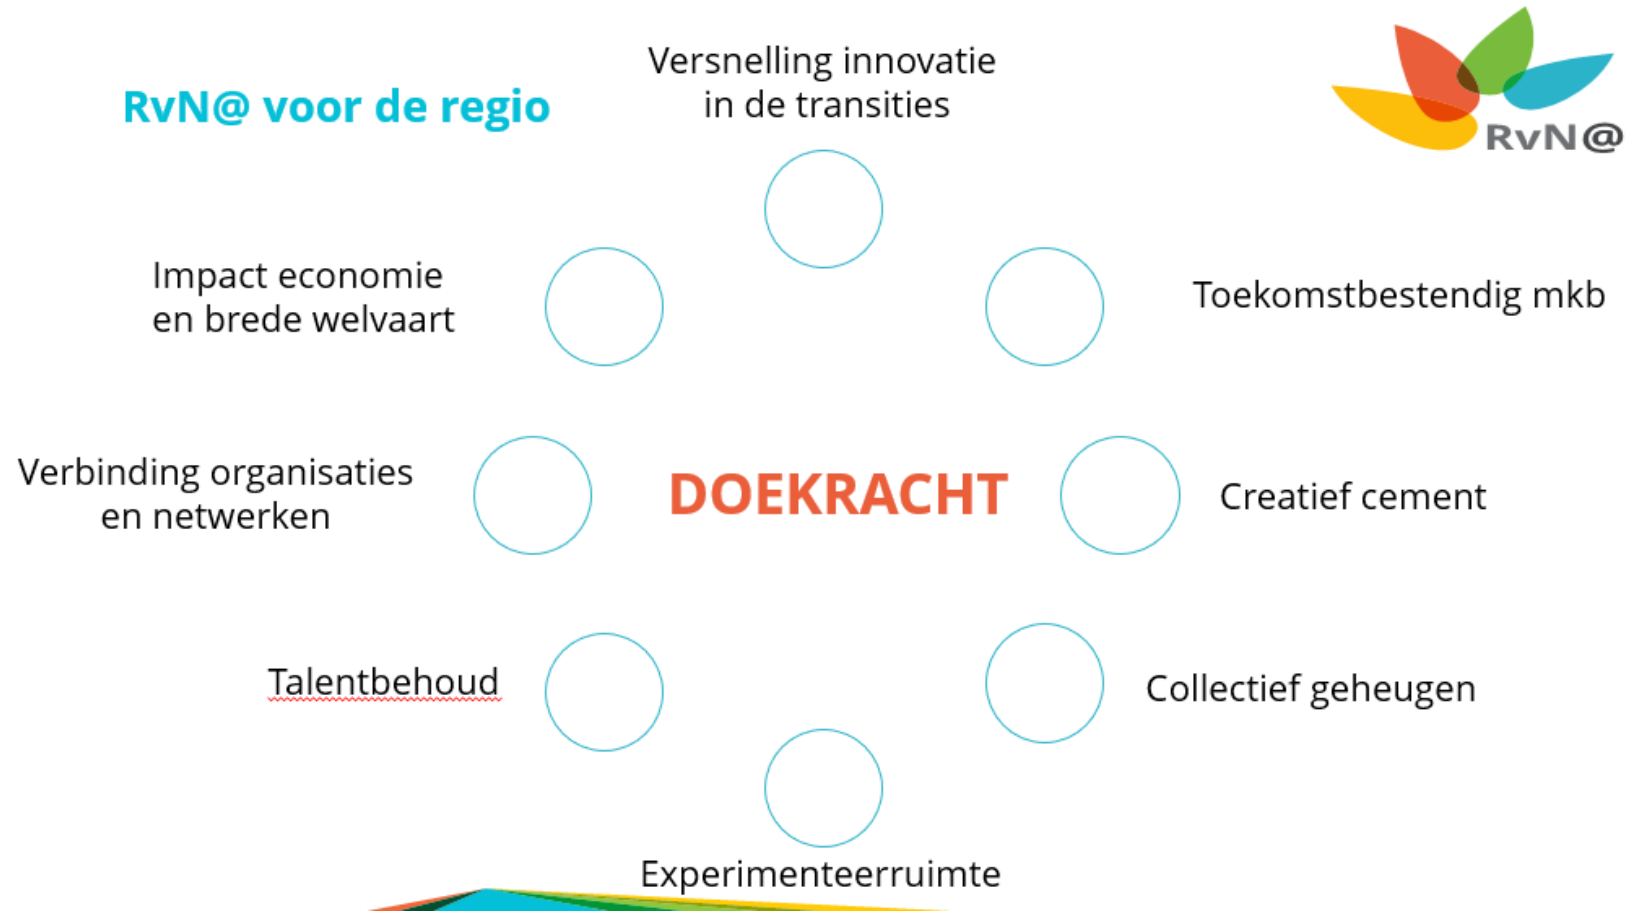 Versnelling innovatie
in de transities
RvN@ voor de regio
RvN@
Impact economie
en brede welvaart
Toekomstbestendig mkb
Verbinding organisaties
en netwerken
DOEKRACHT
Creatief cement
Talentbehoud
Collectief geheugen
Experimenteerruimte